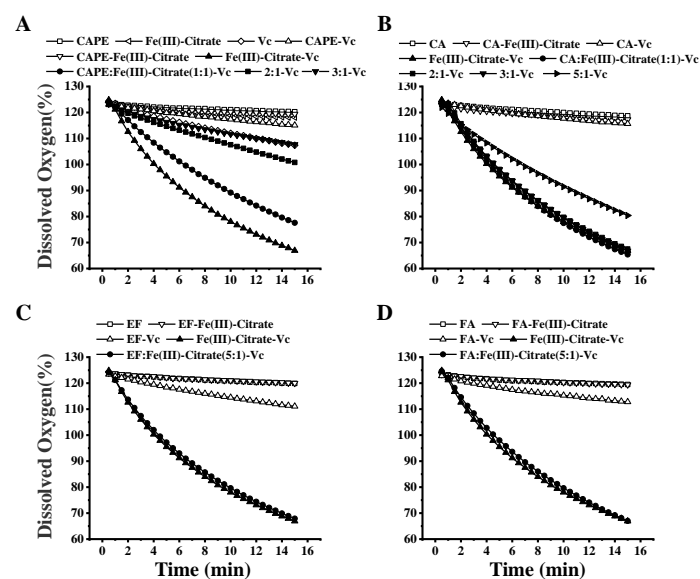 A
CAPE Fe(III)-Citrate Vc CAPE-Vc
CAPE-Fe(III)-Citrate Fe(III)-Citrate-Vc
CAPE:Fe(III)-Citrate(1:1)-Vc 2:1-Vc 3:1-Vc
130
120
110
100
90
80
70
60
0 2 4 6 8 10 12 14 16
Dissolved Oxygen(%)
B
CA CA-Fe(III)-Citrate CA-Vc
Fe(III)-Citrate-Vc CA:Fe(III)-Citrate(1:1)-Vc
2:1-Vc 3:1-Vc 5:1-Vc
130
120
110
100
90
80
70
60
0 2 4 6 8 10 12 14 16
C
EF EF-Fe(III)-Citrate
EF-Vc Fe(III)-Citrate-Vc
EF:Fe(III)-Citrate(5:1)-Vc
130
120
110
100
90
80
70
60
0 2 4 6 8 10 12 14 16
Dissolved Oxygen(%)
Time (min)
D
FA FA-Fe(III)-Citrate
FA-Vc Fe(III)-Citrate-Vc
FA:Fe(III)-Citrate(5:1)-Vc
130
120
110
100
90
80
70
60
0 2 4 6 8 10 12 14 16
Time (min)